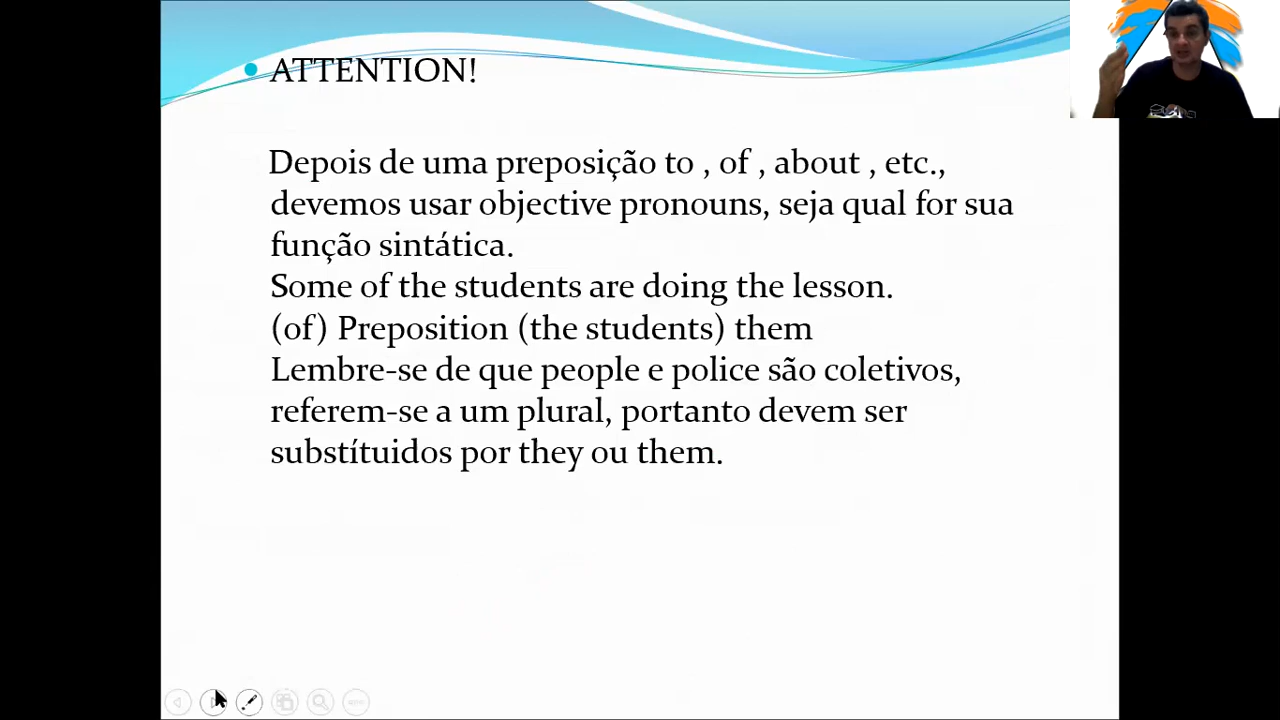 ATTENTION!
Depois de uma preposição to , of , about , etc.,
devemos usar objective pronouns, seja qual for sua
função sintática.
Some of the students are doing the lesson.
(of) Preposition (the students) them
Lembre-se de que people e police são coletivos,
referem-se a um plural, portanto devem ser
substítuidos por they ou them.